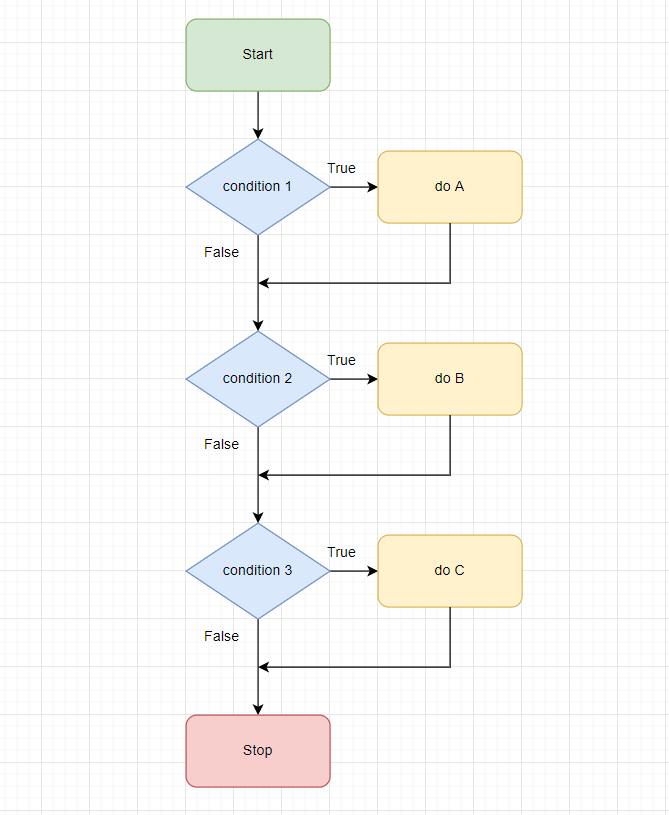 Start
True
condition 1
do A
False
True
condition 2
do B
False
True
condition 3
do C
False
Stop